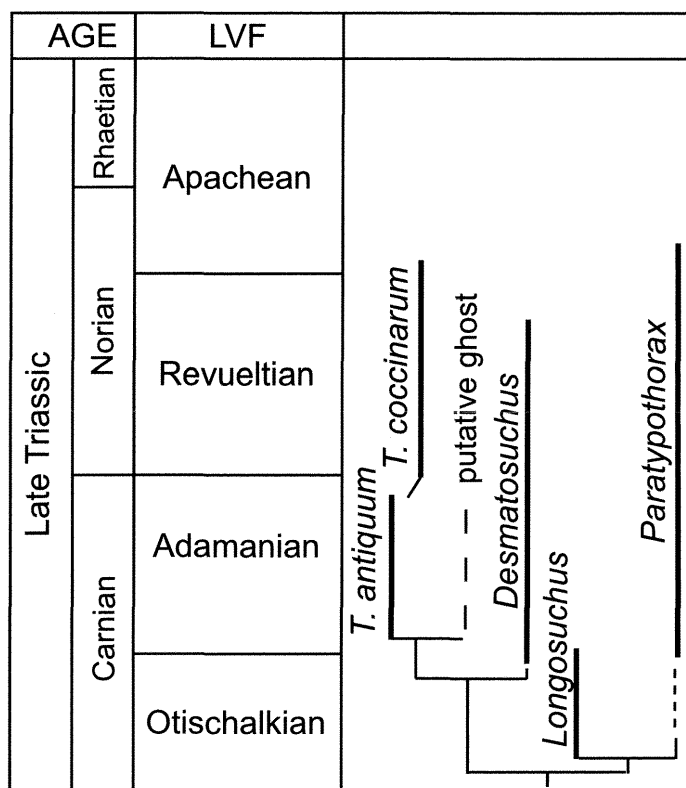 AGE
LVF
Late Triassic
Rhaetian
Norian
Carnian
Apachean
Revueltian
Adamanian
Otischalkian
T. antiquum
T. coccinarum
putative ghost
Desmatosuchus
Longosuchus
Paratypothorax